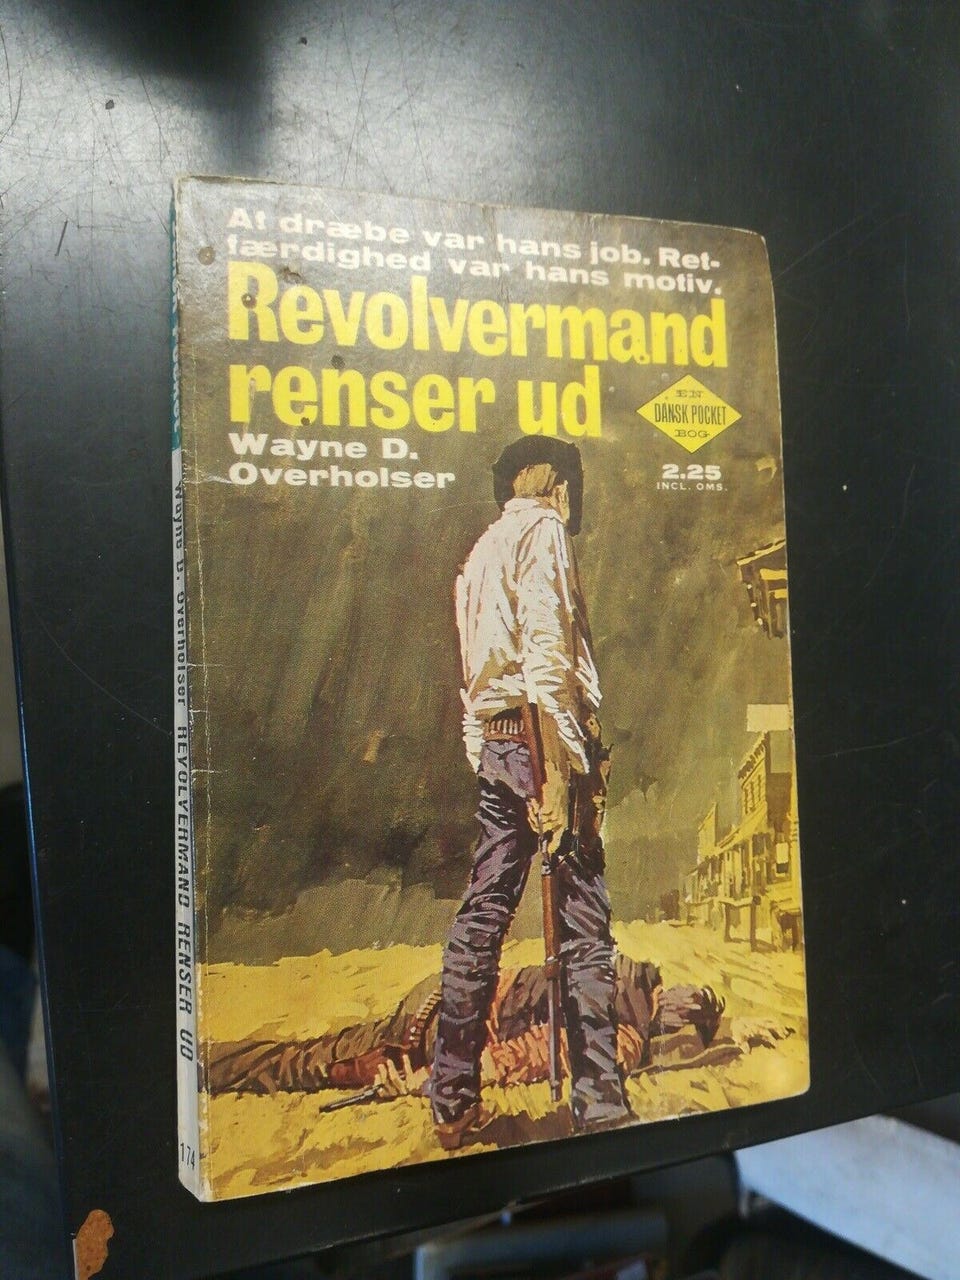 At dræbe var hans job. Ret-
færdighed var hans motiv.
Revolvermand
renser ud
Wayne D.
Overholser
EN
DANSK POCKET
BOG
2.25
INCL. OMS.
Wayne D. Overholser REVOLVERMAND RENSER UD
174